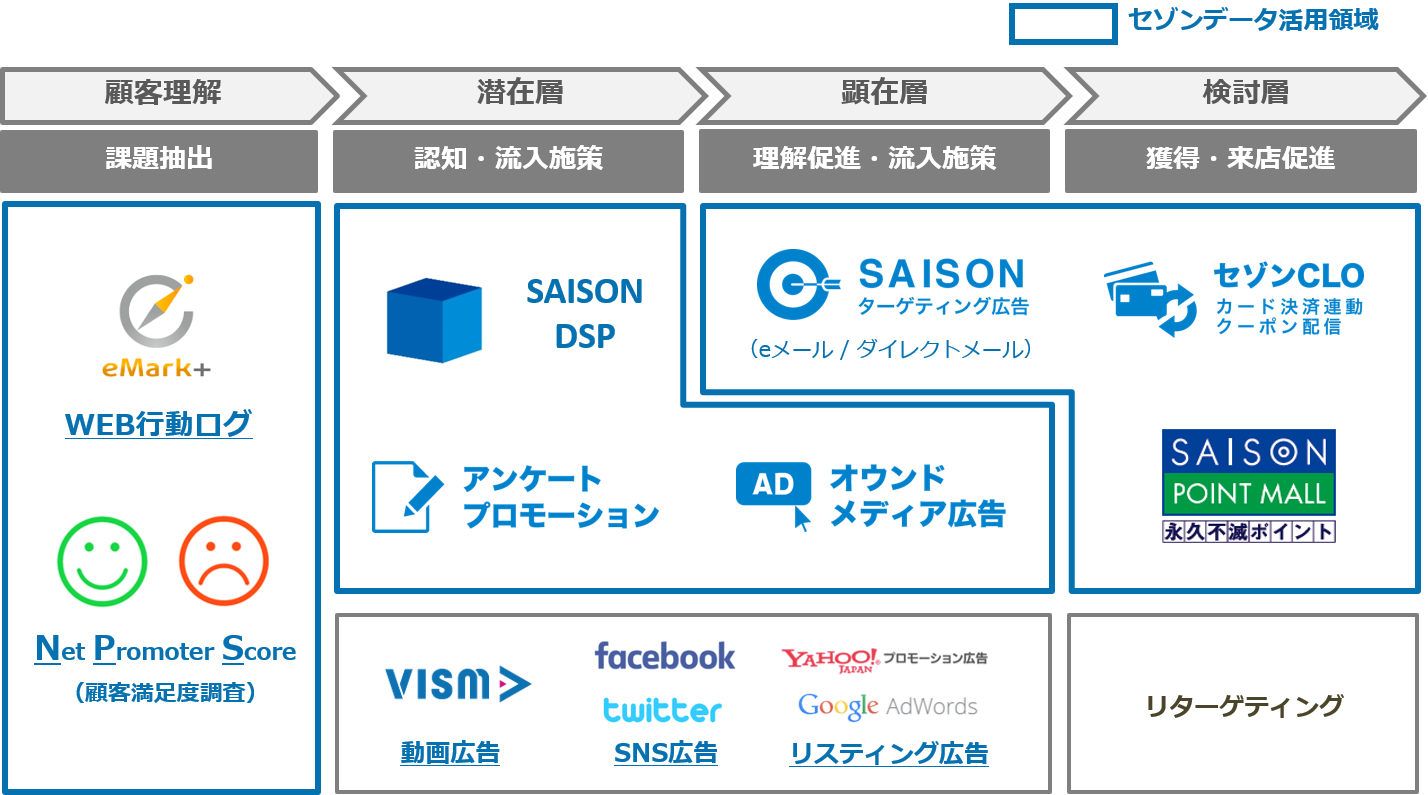 セゾンデータ活用領域
顧客理解
潜在層
顕在層
検討層
課題抽出
認知・流入施策
理解促進・流入施策
獲得・来店促進
eMark+
WEB行動ログ
Net Promoter Score
（顧客満足度調査）
SAISON
DSP
SAISON
ターゲティング広告
（eメール / ダイレクトメール）
セゾンCLO
カード決済連動
クーポン配信
アンケート
プロモーション
AD
オウンド
メディア広告
SAISON
POINT MALL
永久不滅ポイント
VISM
動画広告
facebook
twitter
SNS広告
YAHOO! JAPAN プロモーション広告
Google AdWords
リスティング広告
リターゲティング